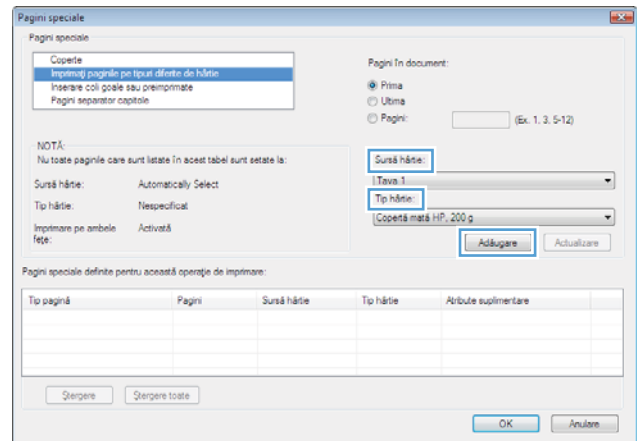 Pagini speciale
Pagini speciale
Coperte
Imprimaţi paginile pe tipuri diferite de hârtie
Inserare coli goale sau preimprimate
Pagini separator capitole
Pagini în document:
Prima
Ultima
Pagini: (Ex. 1, 3, 5-12)
NOTĂ:
Nu toate paginile care sunt listate în acest tabel sunt setate la:
Sursă hârtie: Automatically Select
Tip hârtie: Nespecificat
Imprimare pe ambele Activată
feţe:
Sursă hârtie:
Tava 1
Tip hârtie:
Copertă mată HP, 200 g
Adăugare Actualizare
Pagini speciale definite pentru această operaţie de imprimare:
Tip pagină Pagini Sursă hârtie Tip hârtie Atribute suplimentare
Ştergere Ştergere toate
OK Anulare